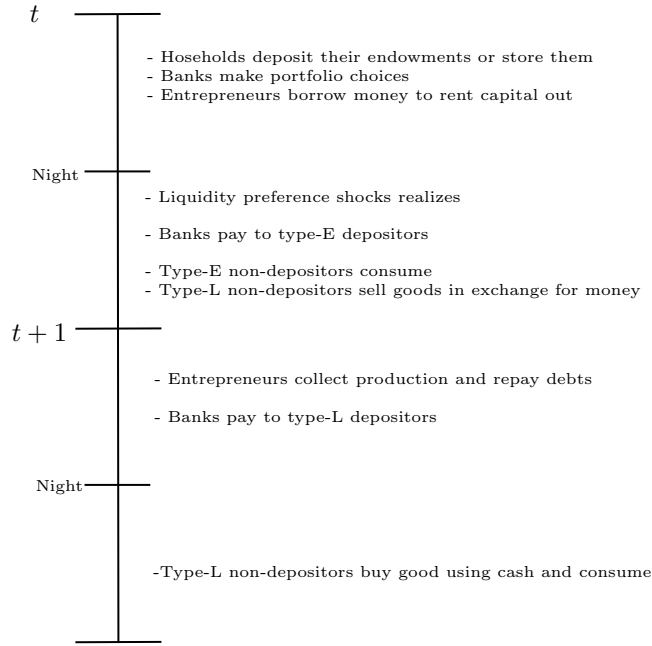 t
- Hoseholds deposit their endowments or store them
- Banks make portfolio choices
- Entrepreneurs borrow money to rent capital out
Night
- Liquidity preference shocks realizes
- Banks pay to type-E depositors
- Type-E non-depositors consume
- Type-L non-depositors sell goods in exchange for money
t + 1
- Entrepreneurs collect production and repay debts
- Banks pay to type-L depositors
Night
-Type-L non-depositors buy good using cash and consume